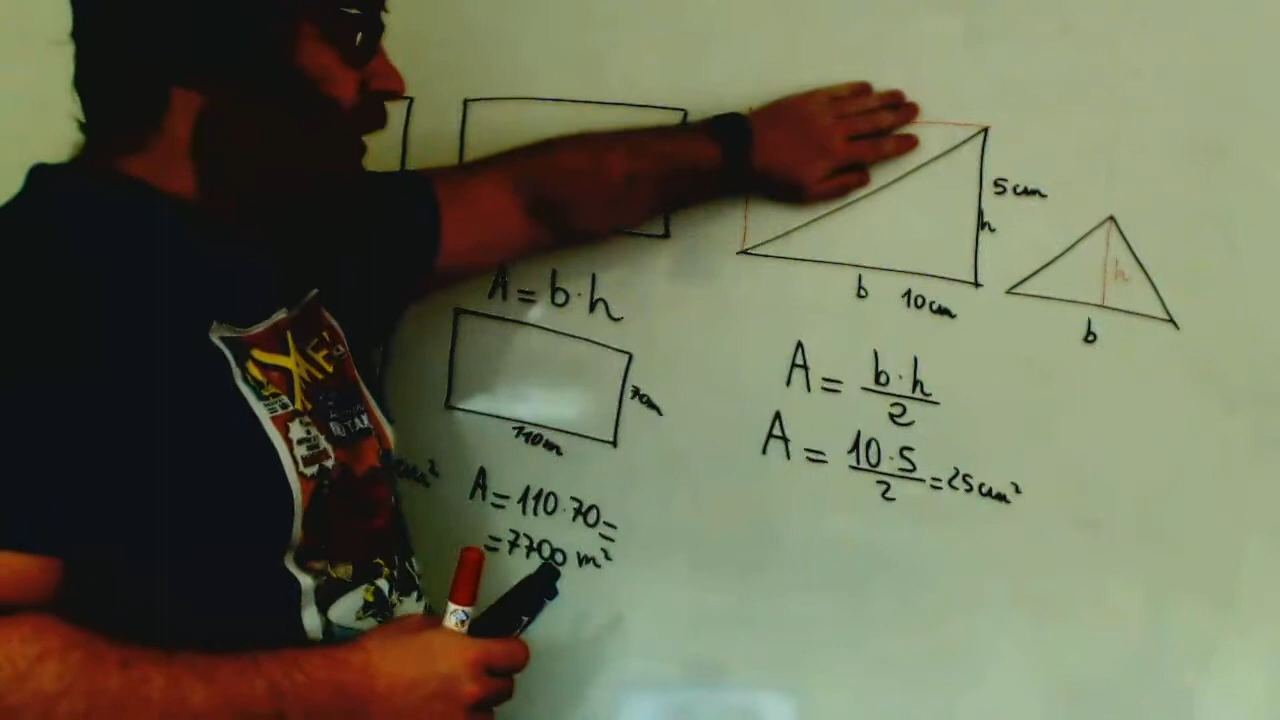 A = b·h
70m
110m
A = 110·70 =
= 7700 m²
5cm
h
b 10cm
h
b
A = b·h / 2
A = 10·5 / 2 = 25cm²